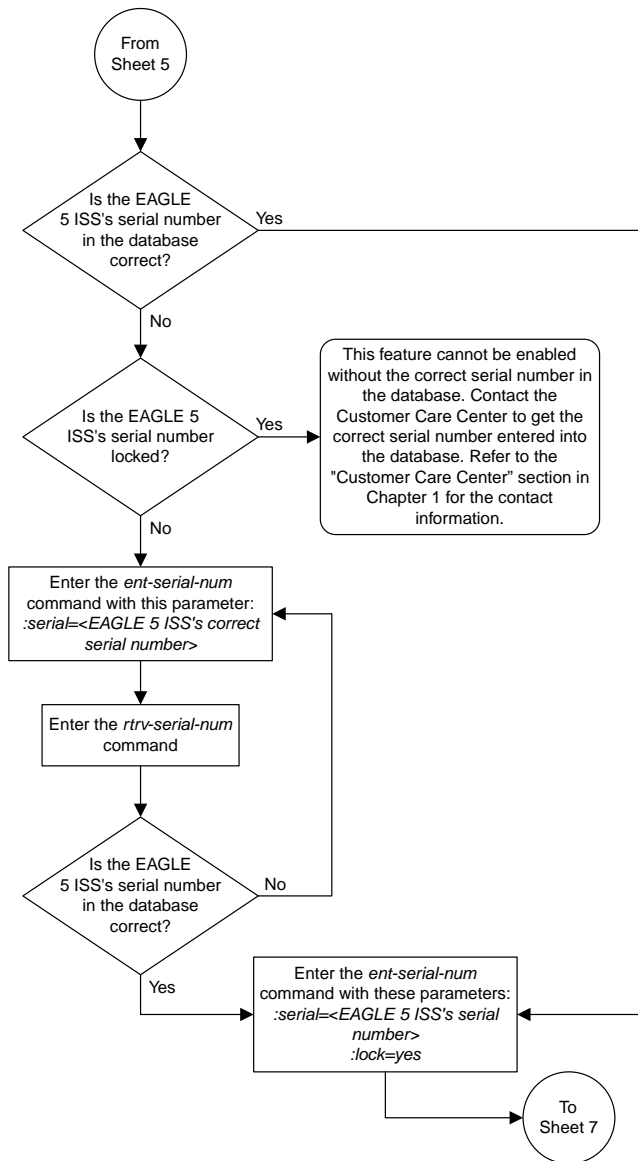 From
Sheet 5
Is the EAGLE
5 ISS's serial number
in the database
correct?
Yes
No
Is the EAGLE 5
ISS's serial number
locked?
Yes
This feature cannot be enabled
without the correct serial number in
the database. Contact the
Customer Care Center to get the
correct serial number entered into
the database. Refer to the
"Customer Care Center” section in
Chapter 1 for the contact
information.
No
Enter the ent-serial-num
command with this parameter:
:serial=<EAGLE 5 ISS's correct
serial number>
Enter the rtrv-serial-num
command
Is the EAGLE
5 ISS's serial number
in the database
correct?
No
Yes
Enter the ent-serial-num
command with these parameters:
:serial=<EAGLE 5 ISS's serial
number>
:lock=yes
To
Sheet 7